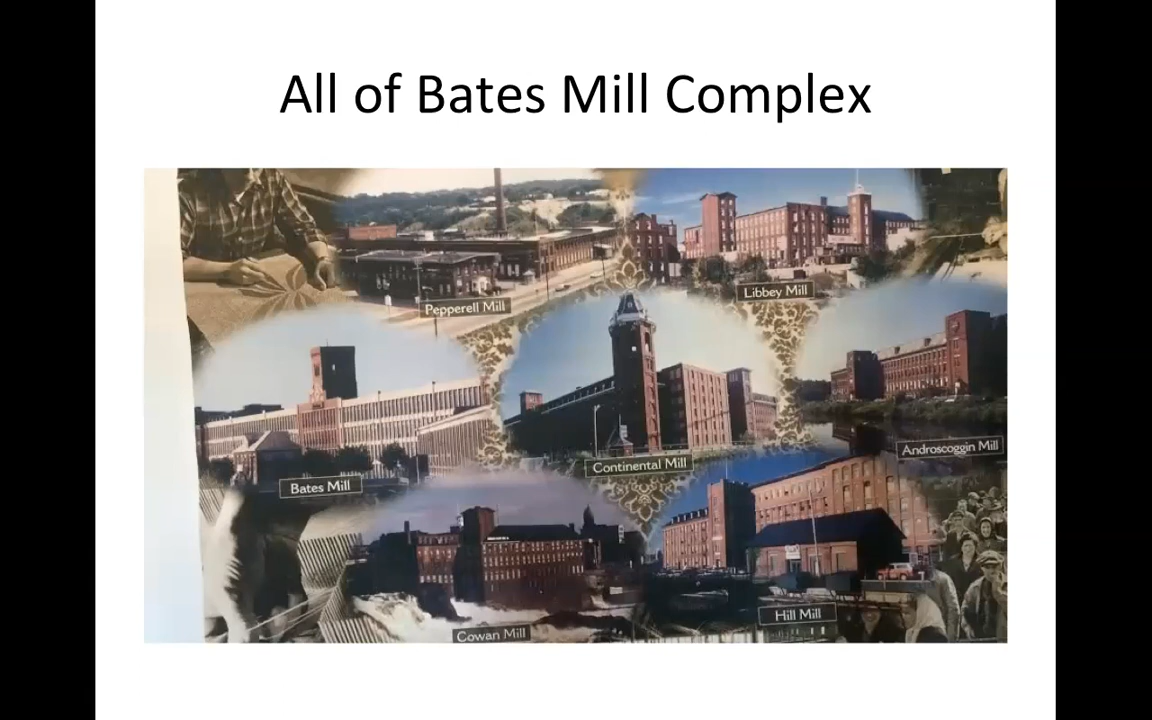 All of Bates Mill Complex
Pepperell Mill
Libbey Mill
Bates Mill
Continental Mill
Androscoggin Mill
Cowan Mill
Hill Mill